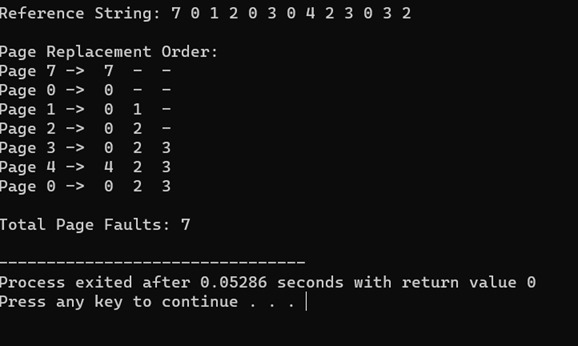 Reference String: 7 0 1 2 0 3 0 4 2 3 0 3 2
Page Replacement Order:
Page 7 -> 7 - -
Page 0 -> 0 - -
Page 1 -> 0 1 -
Page 2 -> 0 2 -
Page 3 -> 0 2 3
Page 4 -> 4 2 3
Page 0 -> 0 2 3
Total Page Faults: 7
--------------------------------
Process exited after 0.05286 seconds with return value 0
Press any key to continue . . .